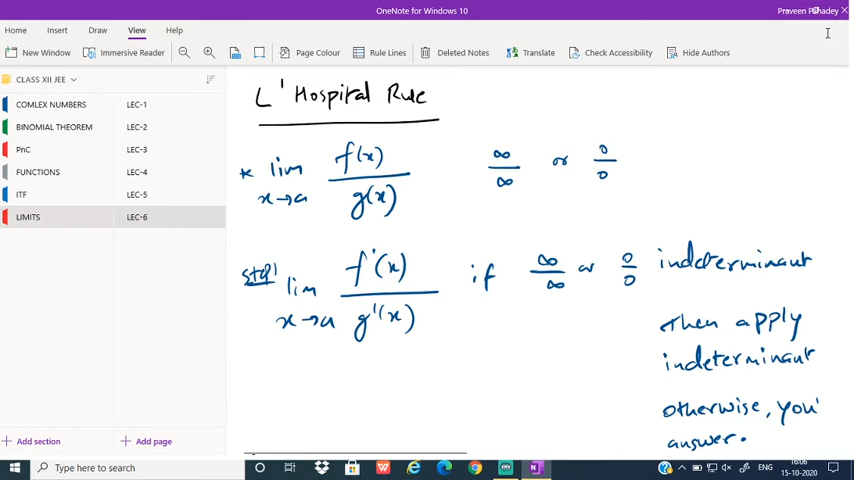 OneNote for Windows 10
Home Insert Draw View Help
New Window Immersive Reader Page Colour Rule Lines Deleted Notes Translate Check Accessibility Hide Authors
CLASS XII JEE
COMLEX NUMBERS LEC-1
BINOMIAL THEOREM LEC-2
PnC LEC-3
FUNCTIONS LEC-4
ITF LEC-5
LIMITS LEC-6
L' Hospital Rule
* lim x→a f(x)/g(x) ∞/∞ or 0/0
step1 lim x→a f'(x)/g'(x) if ∞/∞ or 0/0 indeterminant
then apply
indeterminant
otherwise, you'
answer.
+ Add section + Add page
Type here to search
ENG
16:06
15-10-2020